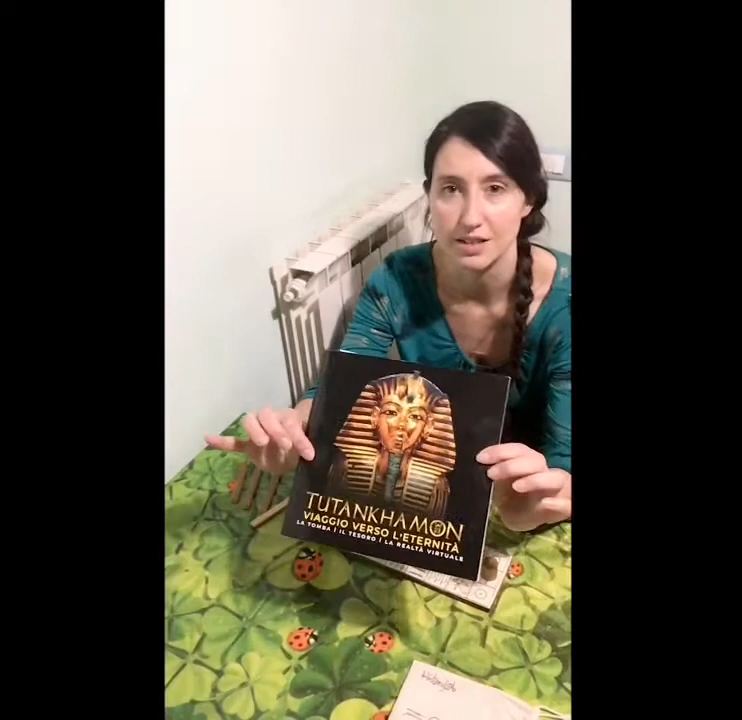 TUTANKHAMON
VIAGGIO VERSO L'ETERNITÀ
LA TOMBA | IL TESORO | LA REALTÀ VIRTUALE